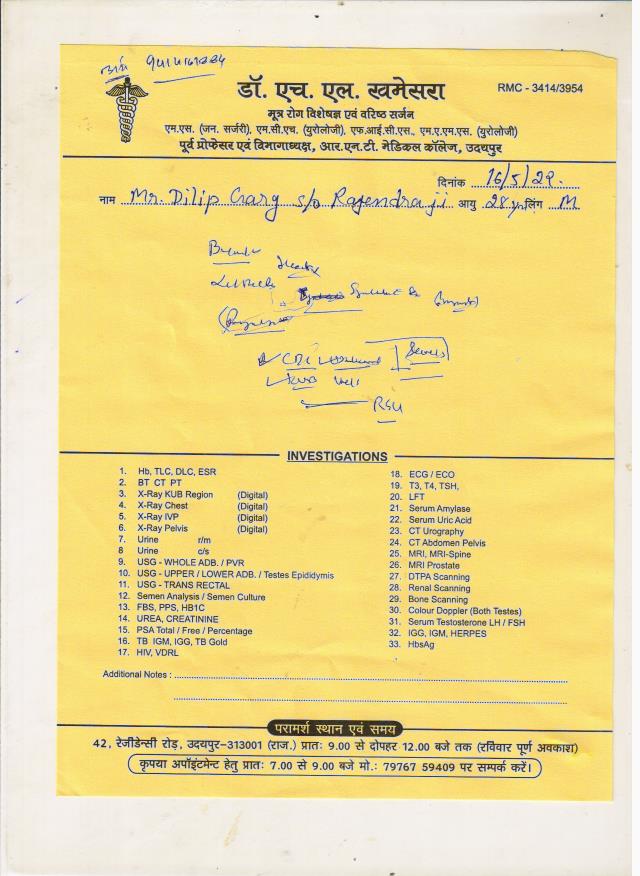 डॉ. एच. एल. खमेसरा
RMC - 3414/3954
मूत्र रोग विशेषज्ञ एवं वरिष्ठ सर्जन
एम.एस. (जन. सर्जरी), एम.सी.एच. (यूरोलोजी), एफ.आई.सी.एस., एम.ए.एम.एस. (यूरोलोजी)
पूर्व प्रोफेसर एवं विभागाध्यक्ष, आर.एन.टी. मेडिकल कॉलेज, उदयपुर
दिनांक 16/5/22
नाम Mr. Dilip Garg s/o Rajendra ji आयु 28 yr लिंग M
INVESTIGATIONS
1. Hb, TLC, DLC, ESR
2. BT CT PT
3. X-Ray KUB Region (Digital)
4. X-Ray Chest (Digital)
5. X-Ray IVP (Digital)
6. X-Ray Pelvis (Digital)
7. Urine r/m
8 Urine c/s
9. USG - WHOLE ADB. / PVR
10. USG - UPPER / LOWER ADB. / Testes Epididymis
11. USG - TRANS RECTAL
12. Semen Analysis / Semen Culture
13. FBS, PPS, HB1C
14. UREA, CREATININE
15. PSA Total / Free / Percentage
16. TB IGM, IGG, TB Gold
17. HIV, VDRL
18. ECG / ECO
19. T3, T4, TSH,
20. LFT
21. Serum Amylase
22. Serum Uric Acid
23. CT Urography
24. CT Abdomen Pelvis
25. MRI, MRI-Spine
26. MRI Prostate
27. DTPA Scanning
28. Renal Scanning
29. Bone Scanning
30. Colour Doppler (Both Testes)
31. Serum Testosterone LH / FSH
32. IGG, IGM, HERPES
33. HbsAg
Additional Notes :
परामर्श स्थान एवं समय
42, रेजीडेन्सी रोड़, उदयपुर-313001 (राज.) प्रातः 9.00 से दोपहर 12.00 बजे तक (रविवार पूर्ण अवकाश)
कृपया अपॉइंटमेन्ट हेतु प्रातः 7.00 से 9.00 बजे मो.: 79767 59409 पर सम्पर्क करें।